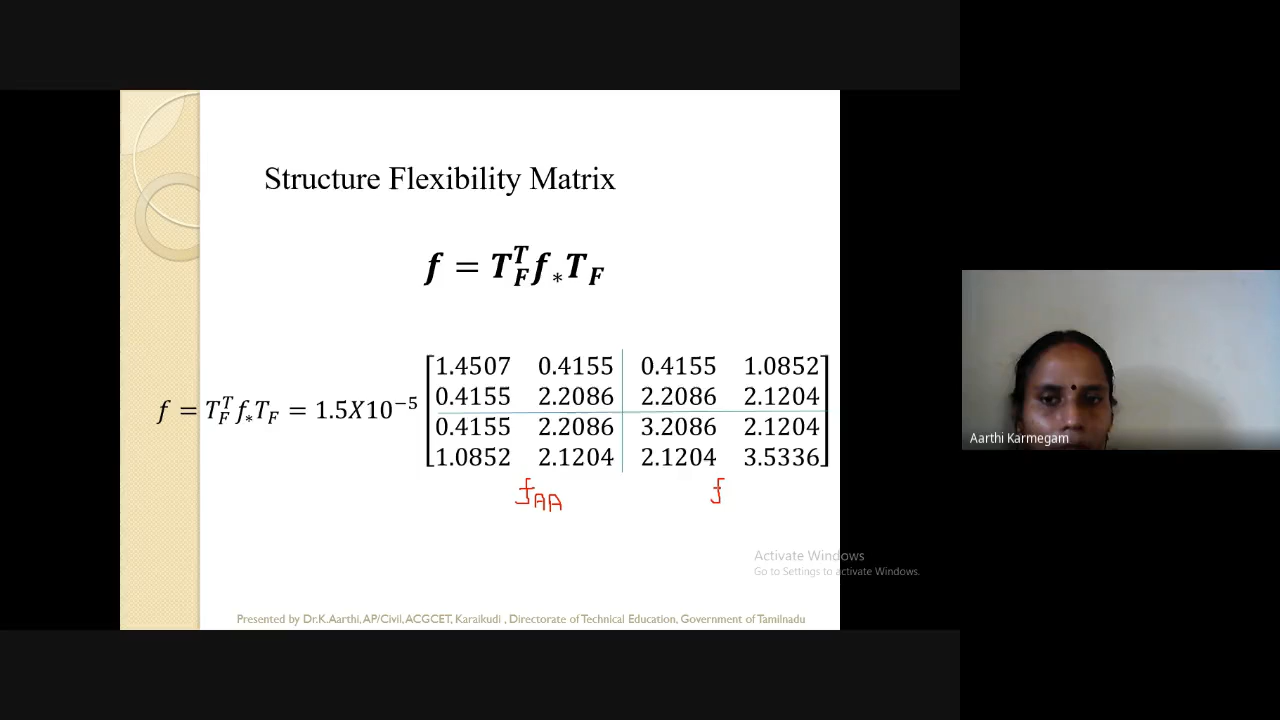 Structure Flexibility Matrix
f = T_F^T f_* T_F
f = T_F^T f_* T_F = 1.5X10^−5
1.4507 0.4155 0.4155 1.0852
0.4155 2.2086 2.2086 2.1204
0.4155 2.2086 3.2086 2.1204
1.0852 2.1204 2.1204 3.5336
f_AA f
Aarthi Karmegam
Activate Windows
Go to Settings to activate Windows.
Presented by Dr.K.Aarthi, AP/Civil, ACGCET, Karaikudi , Directorate of Technical Education, Government of Tamilnadu